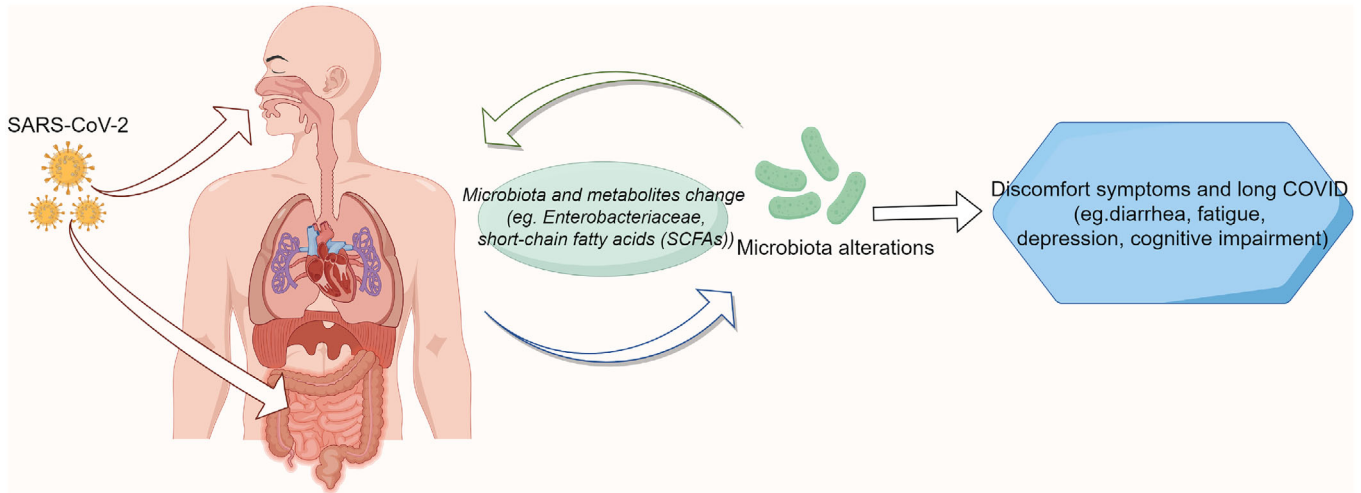 SARS-CoV-2
Microbiota and metabolites change
(eg. Enterobacteriaceae,
short-chain fatty acids (SCFAs))
Microbiota alterations
Discomfort symptoms and long COVID
(eg.diarrhea, fatigue,
depression, cognitive impairment)